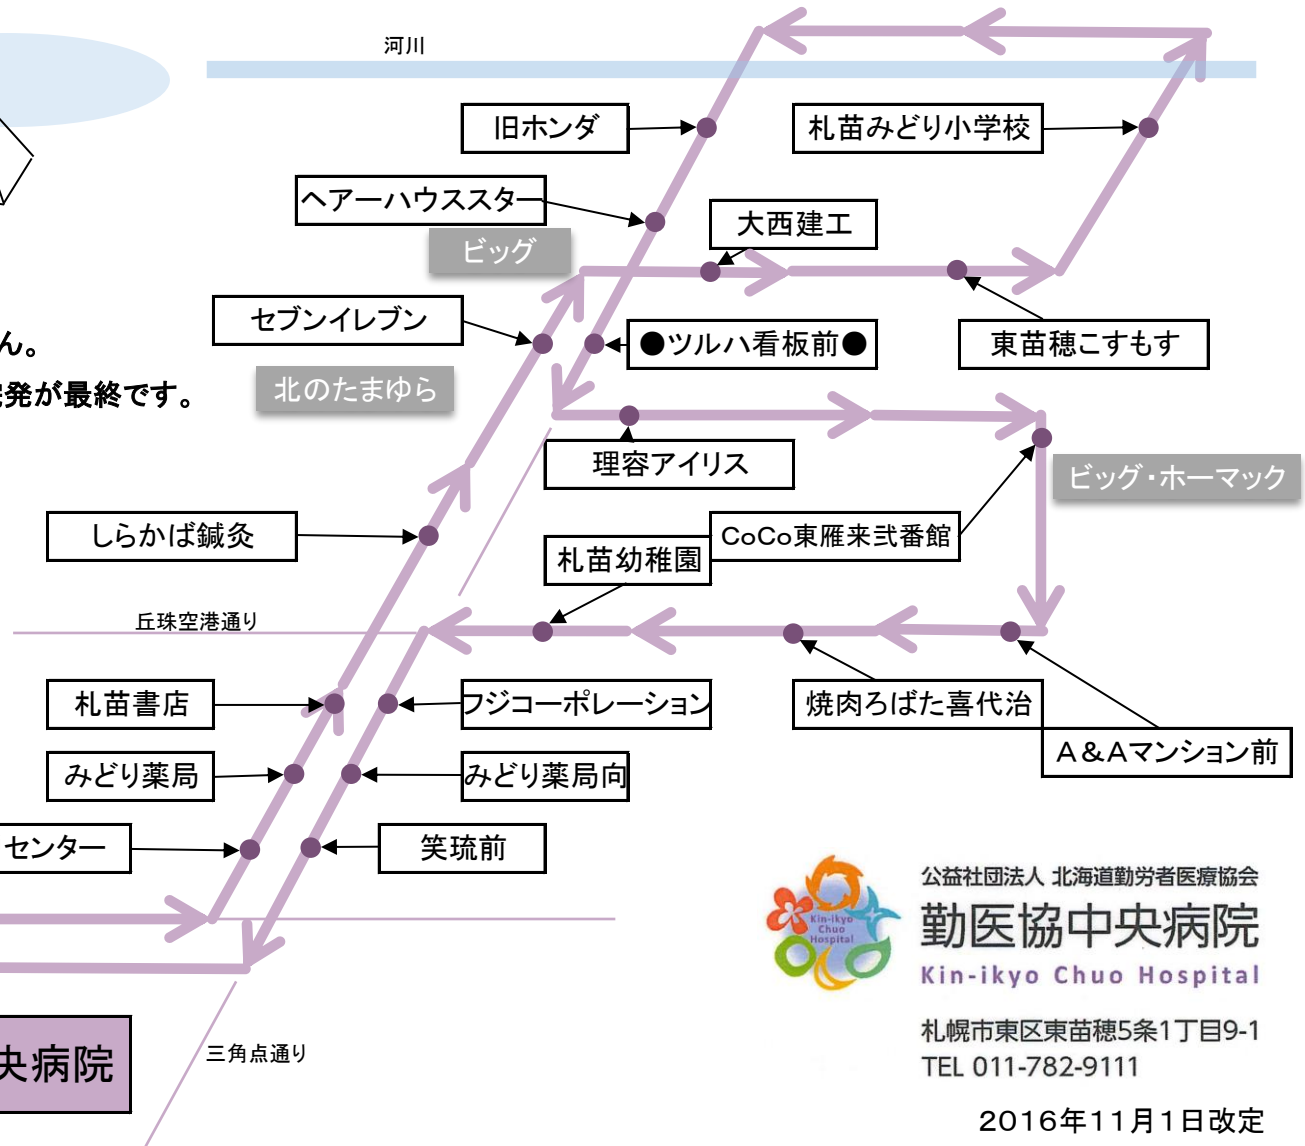 河川
旧ホンダ
札苗みどり小学校
ヘアーハウススター
大西建工
ビッグ
セブンイレブン
●ツルハ看板前●
東苗穂こすもす
ん。
北のたまゆら
発が最終です。
理容アイリス
ビッグ・ホーマック
しらかば鍼灸
CoCo東雁来弐番館
札苗幼稚園
丘珠空港通り
札苗書店
フジコーポレーション
焼肉ろばた喜代治
A&Aマンション前
みどり薬局
みどり薬局向
センター
笑琉前
Kin-ikyo
Chuo
Hospital
公益社団法人 北海道勤労者医療協会
勤医協中央病院
Kin-ikyo Chuo Hospital
札幌市東区東苗穂5条1丁目9-1
TEL 011-782-9111
央病院
三角点通り
2016年11月1日改定